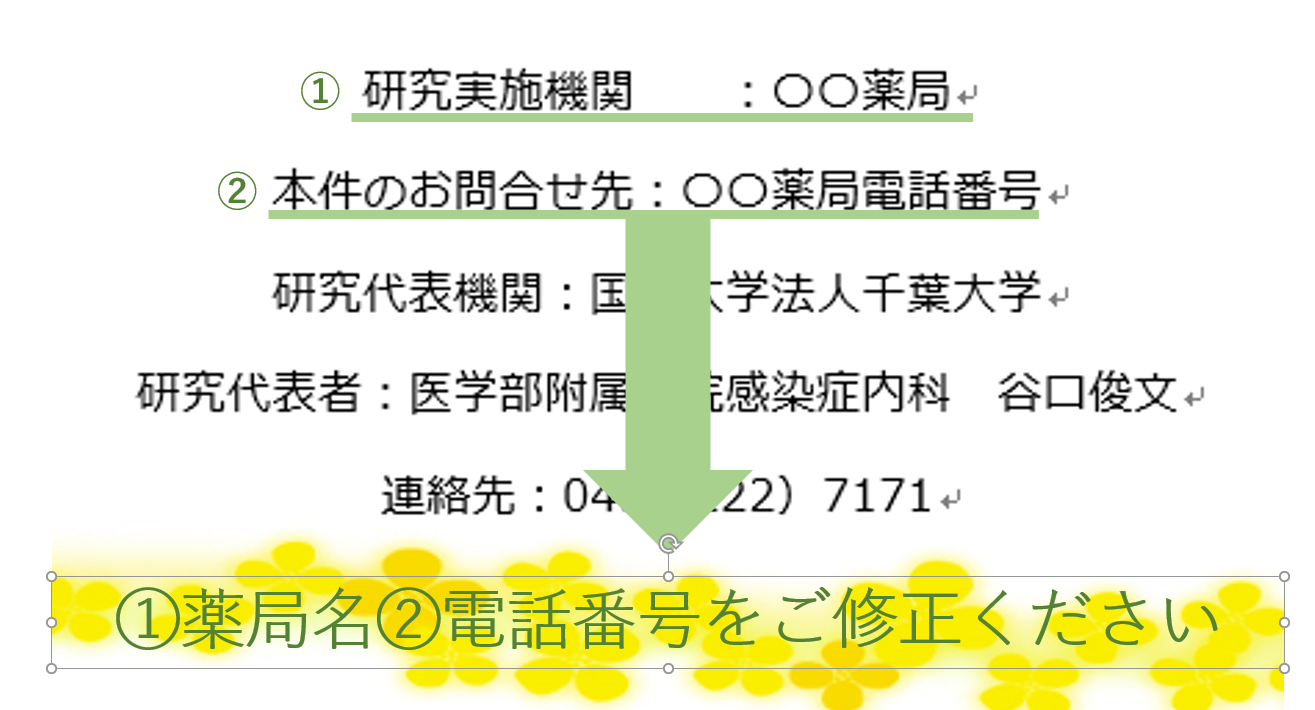 ① 研究実施機関　　：〇〇薬局
② 本件のお問合せ先：〇〇薬局電話番号
研究代表機関：国 大学法人千葉大学
研究代表者：医学部附属 院感染症内科　谷口俊文
連絡先：04 22）7171
①薬局名②電話番号をご修正ください